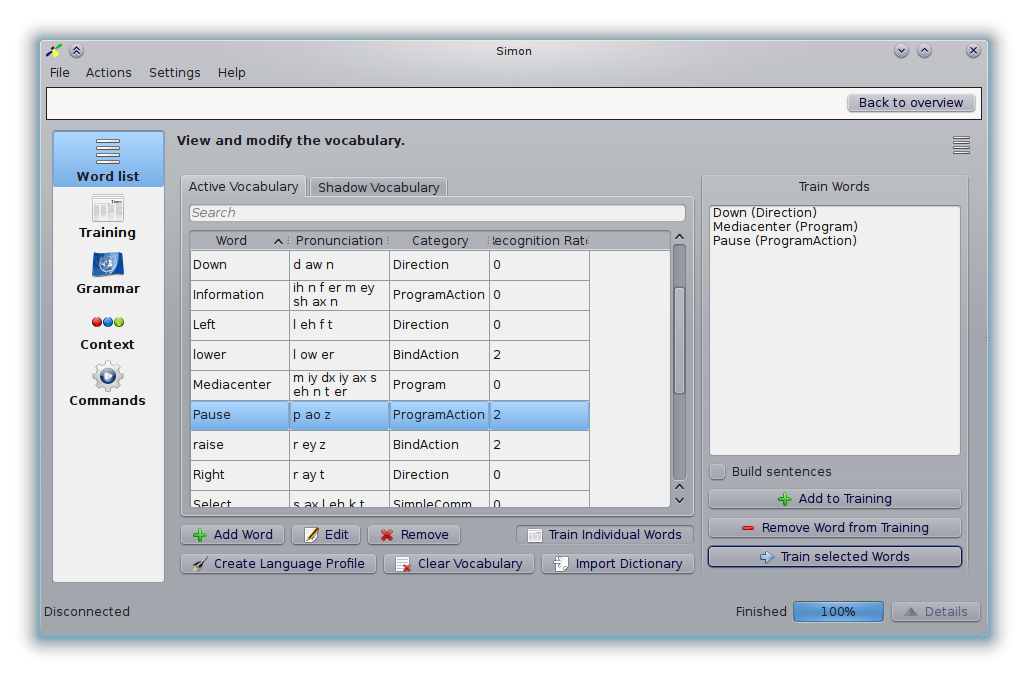 Simon
File Actions Settings Help
Back to overview
Word list
Training
Grammar
Context
Commands
View and modify the vocabulary.
Active Vocabulary Shadow Vocabulary
Search
Word Pronunciation Category Recognition Rate
Down d aw n Direction 0
Information ih n f er m ey sh ax n ProgramAction 0
Left l eh f t Direction 0
lower l ow er BindAction 2
Mediacenter m iy dx iy ax s eh n t er Program 0
Pause p ao z ProgramAction 2
raise r ey z BindAction 2
Right r ay t Direction 0
Select s ax l eh k t SimpleComm 0
Add Word Edit Remove Train Individual Words
Create Language Profile Clear Vocabulary Import Dictionary
Train Words
Down (Direction)
Mediacenter (Program)
Pause (ProgramAction)
Build sentences
Add to Training
Remove Word from Training
Train selected Words
Disconnected
Finished 100% Details